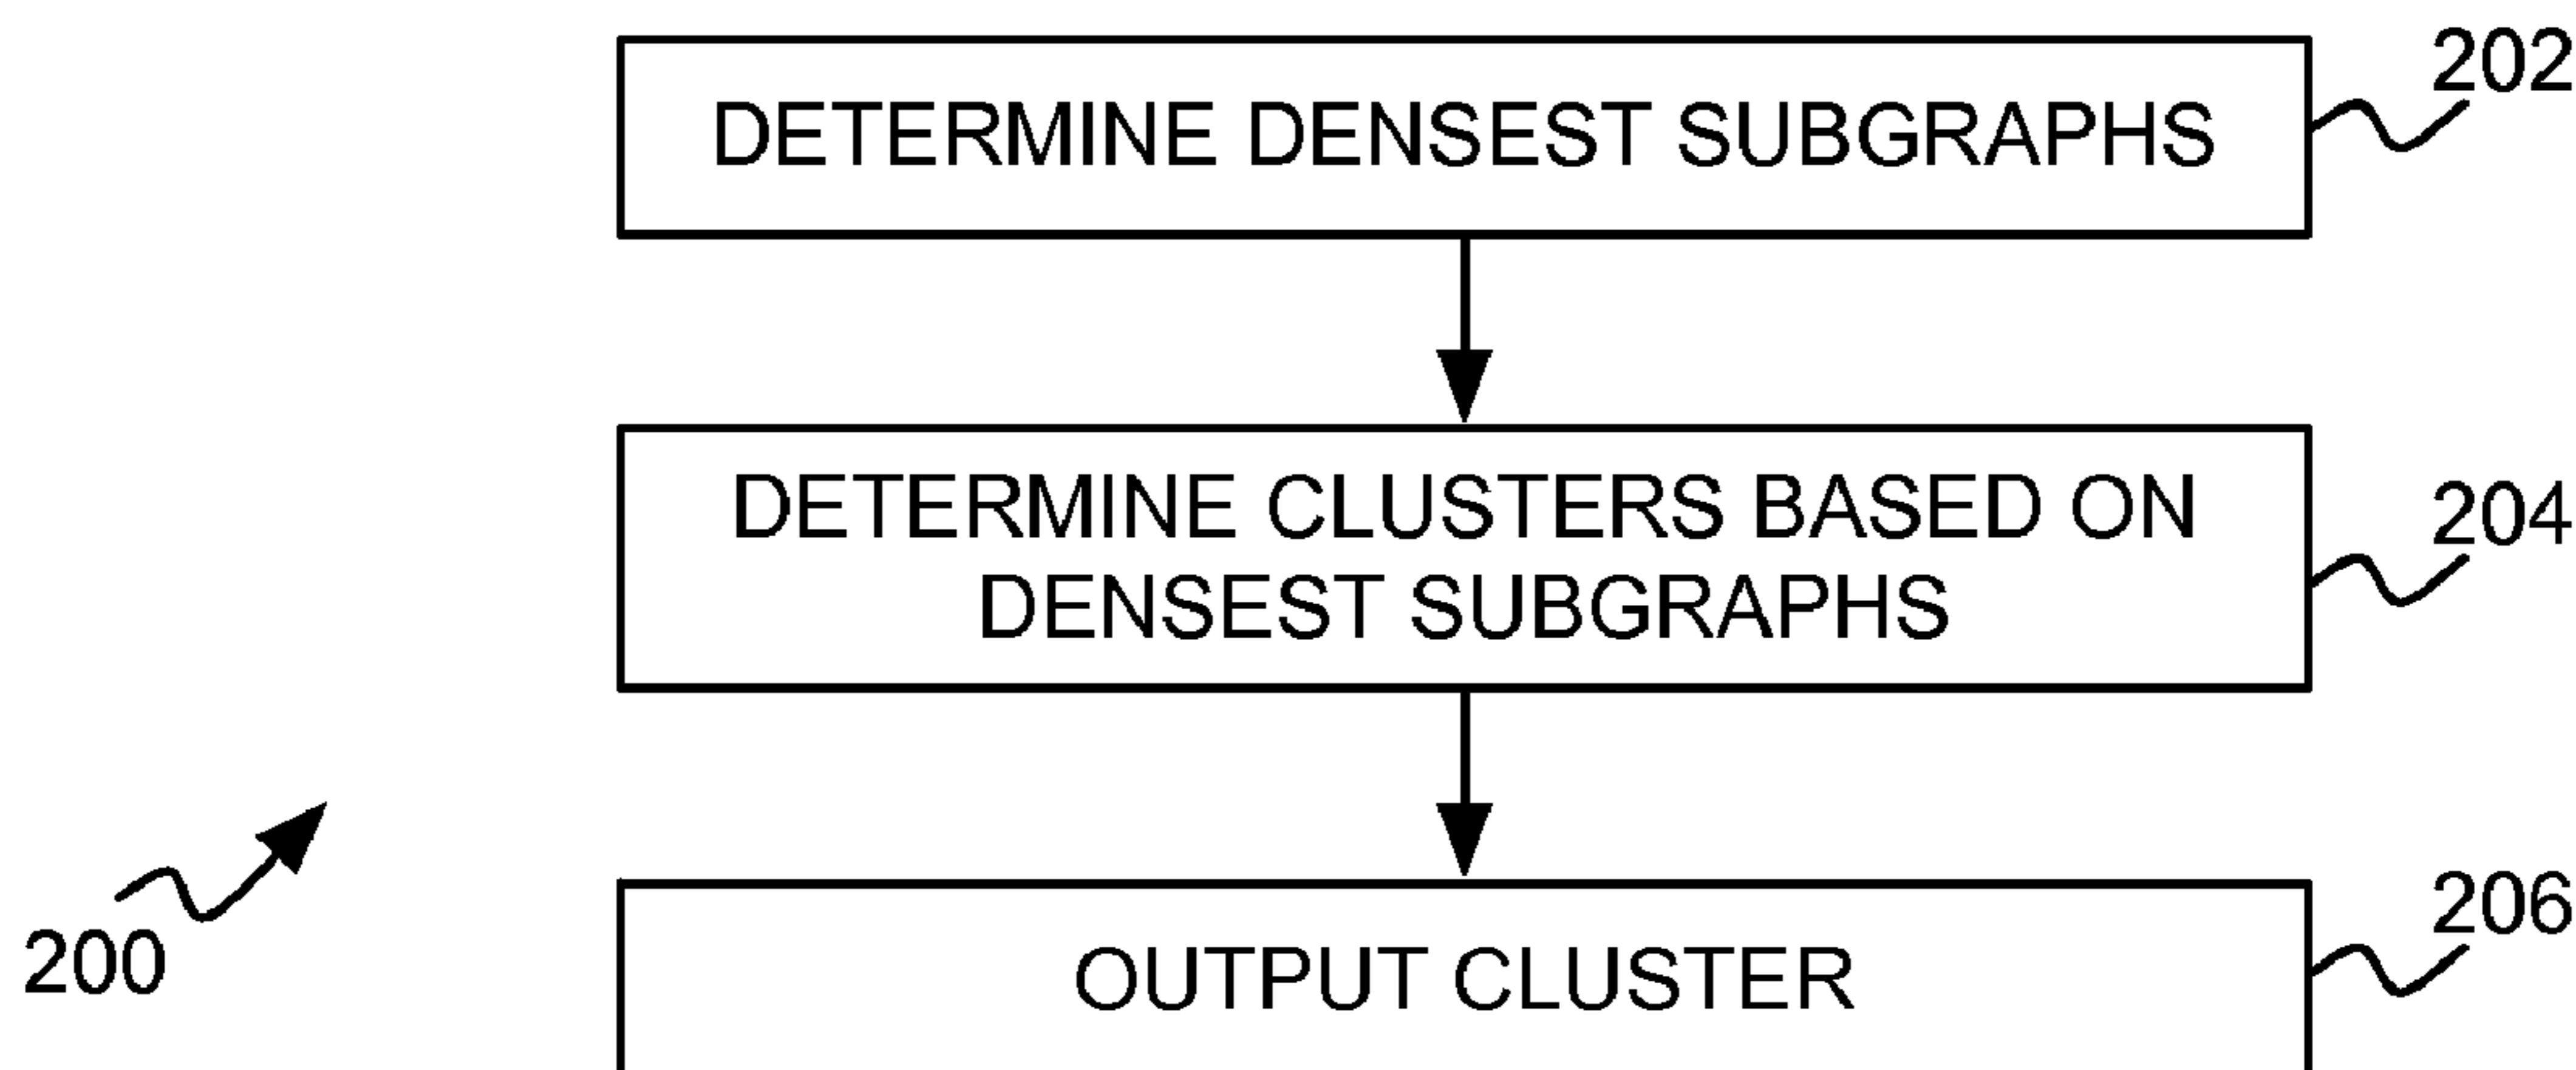 DETERMINE DENSEST SUBGRAPHS
202
DETERMINE CLUSTERS BASED ON
DENSEST SUBGRAPHS
204
OUTPUT CLUSTER
206
200